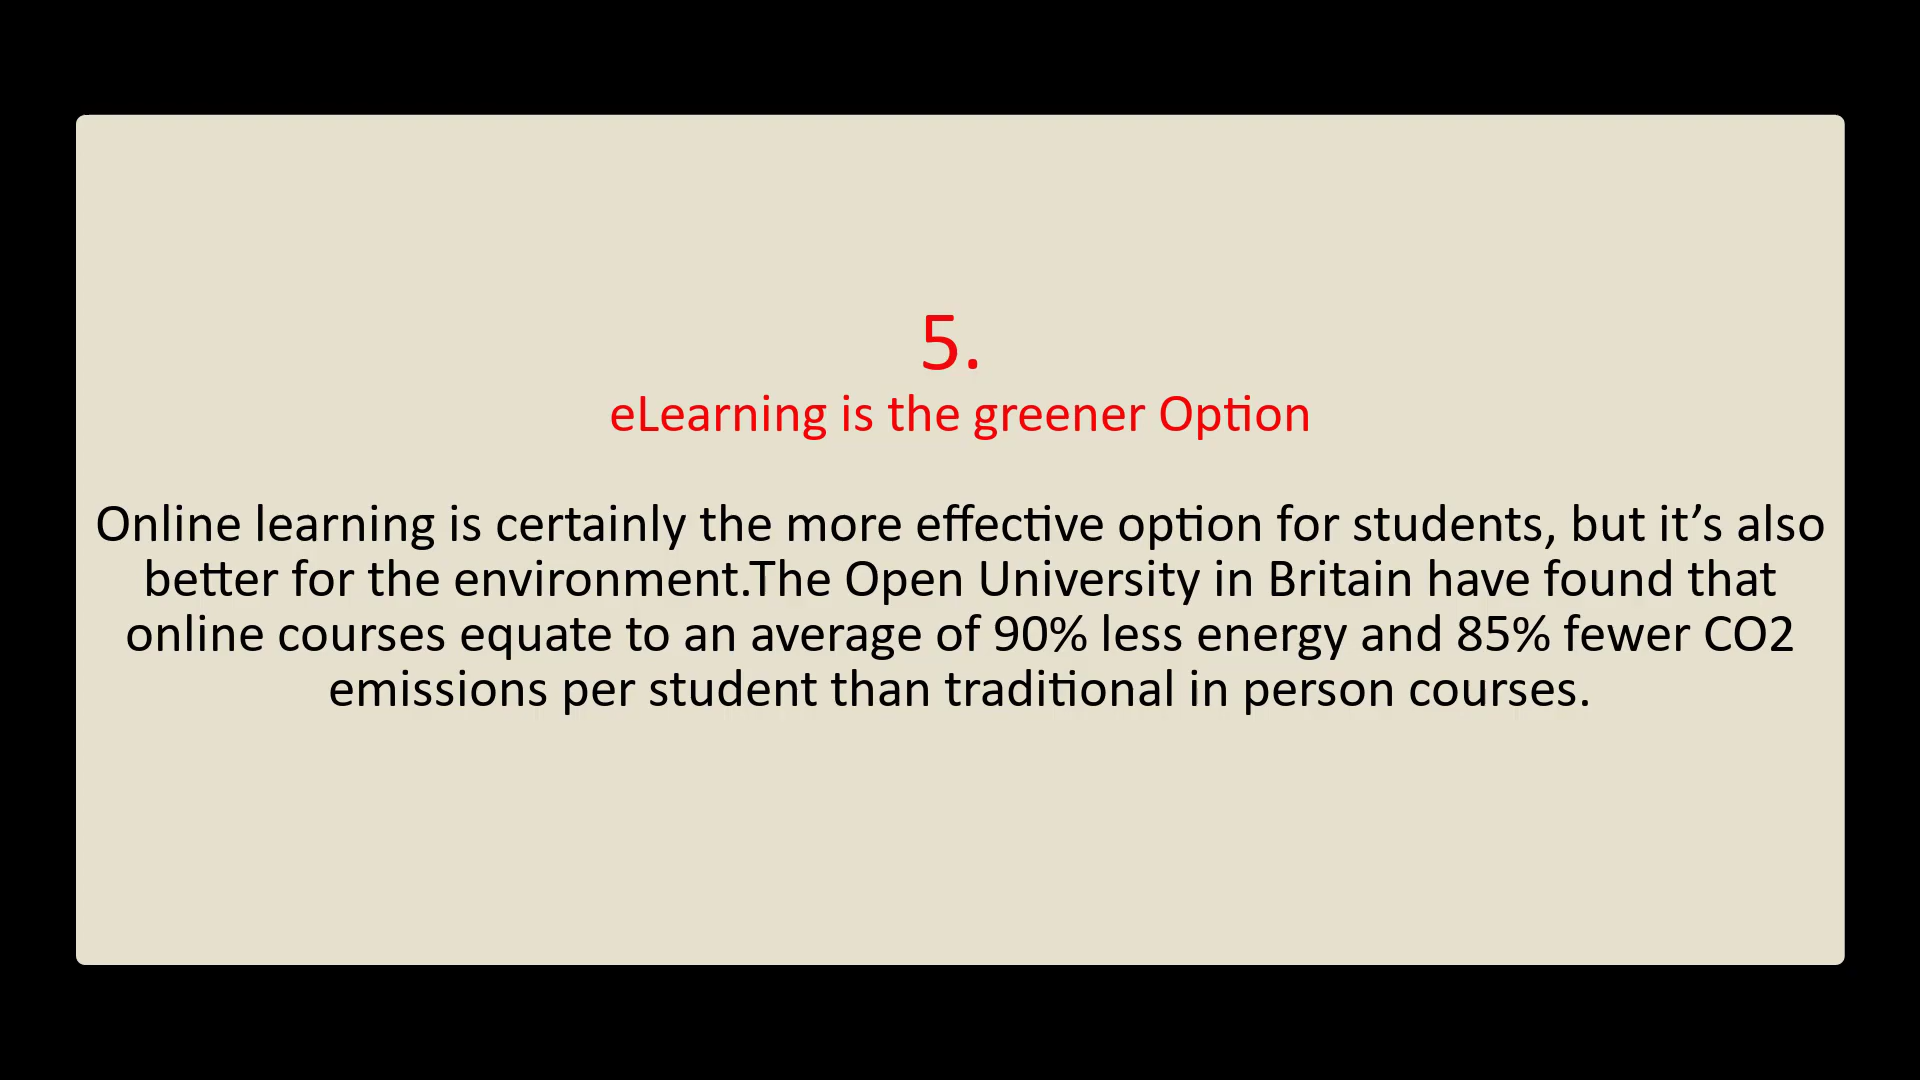 5.
eLearning is the greener Option
Online learning is certainly the more effective option for students, but it’s also
better for the environment.The Open University in Britain have found that
online courses equate to an average of 90% less energy and 85% fewer CO2
emissions per student than traditional in person courses.